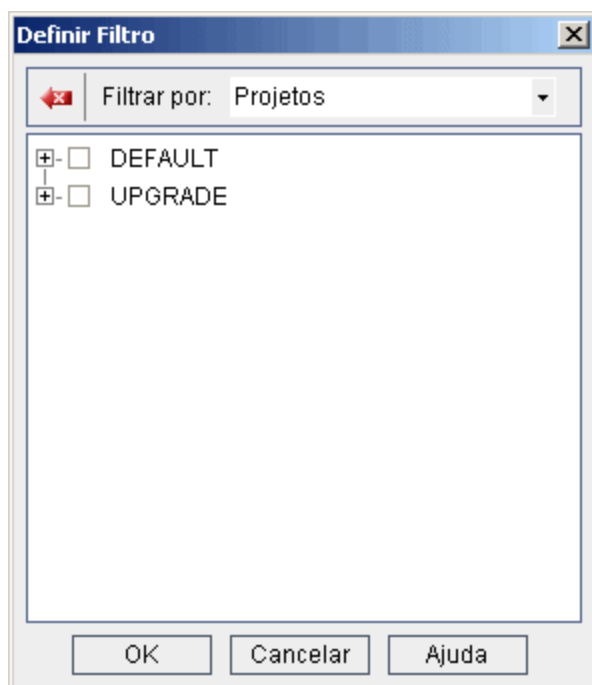 Definir Filtro
Filtrar por: Projetos
DEFAULT
UPGRADE
OK Cancelar Ajuda